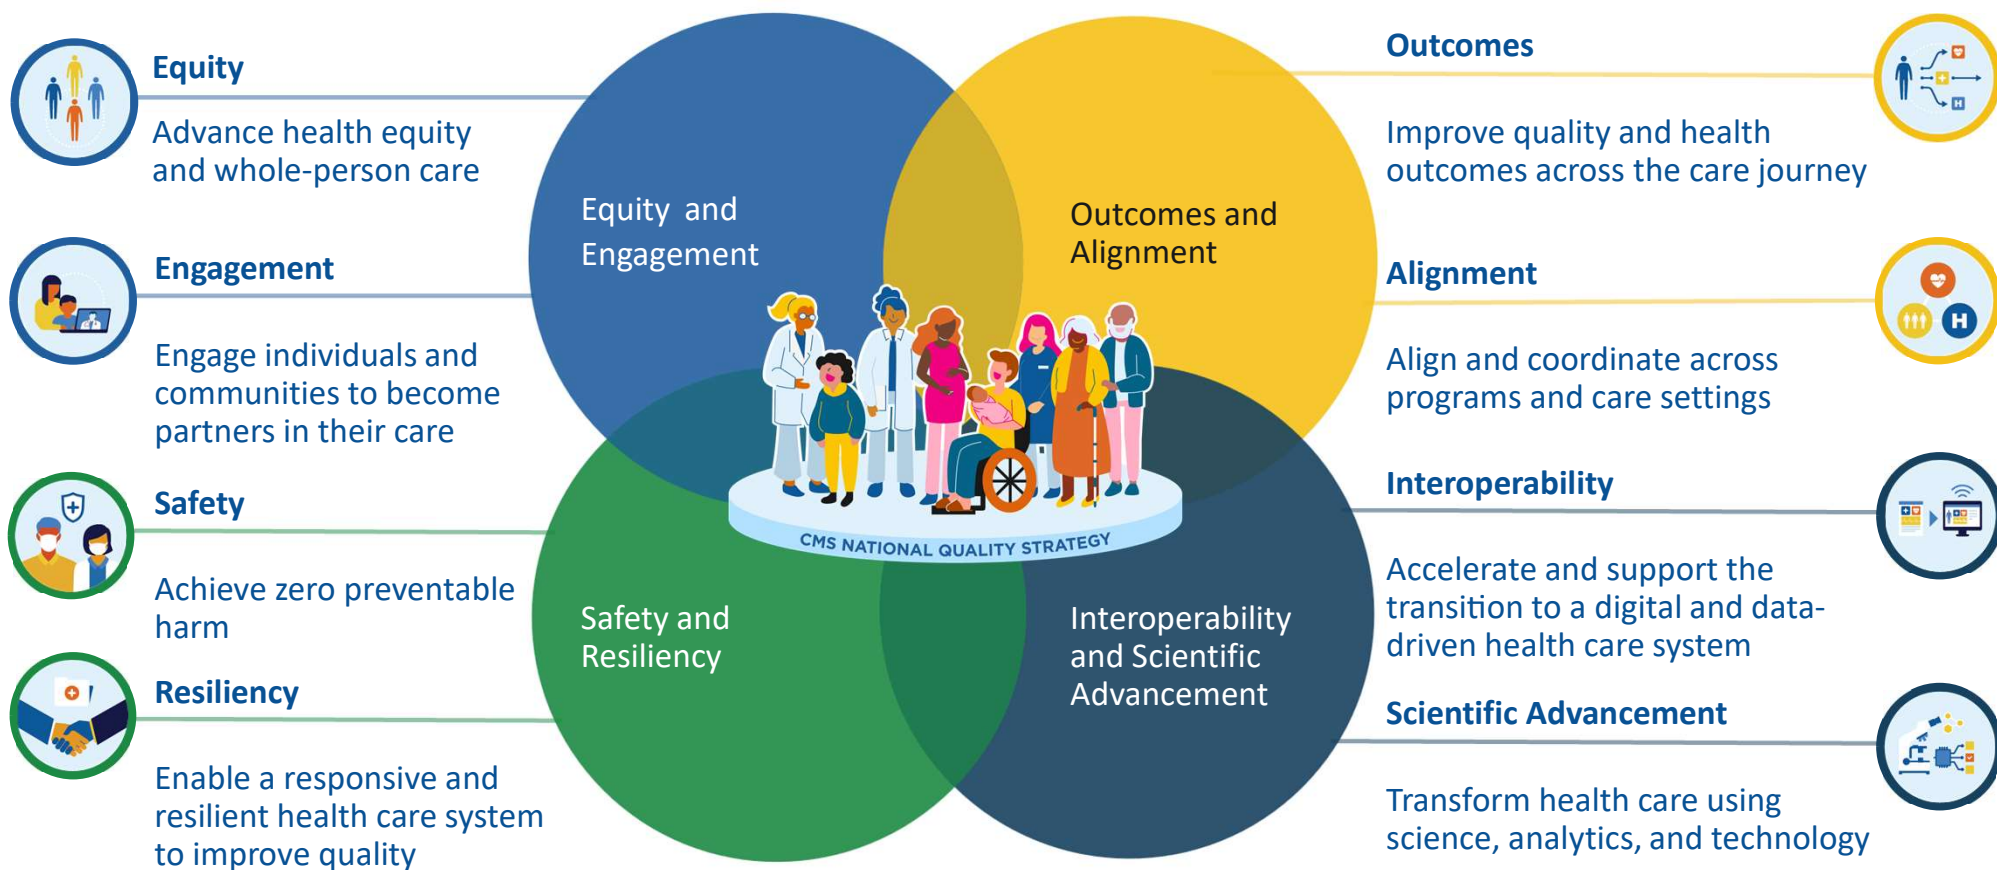 Equity
Advance health equity
and whole-person care
Engagement
Engage individuals and
communities to become
partners in their care
Safety
Achieve zero preventable
harm
Resiliency
Enable a responsive and
resilient health care system
to improve quality
Equity and
Engagement
Outcomes and
Alignment
CMS NATIONAL QUALITY STRATEGY
Safety and
Resiliency
Interoperability
and Scientific
Advancement
Outcomes
Improve quality and health
outcomes across the care journey
H
Alignment
Align and coordinate across
programs and care settings
H
Interoperability
Accelerate and support the
transition to a digital and data-
driven health care system
Scientific Advancement
Transform health care using
science, analytics, and technology